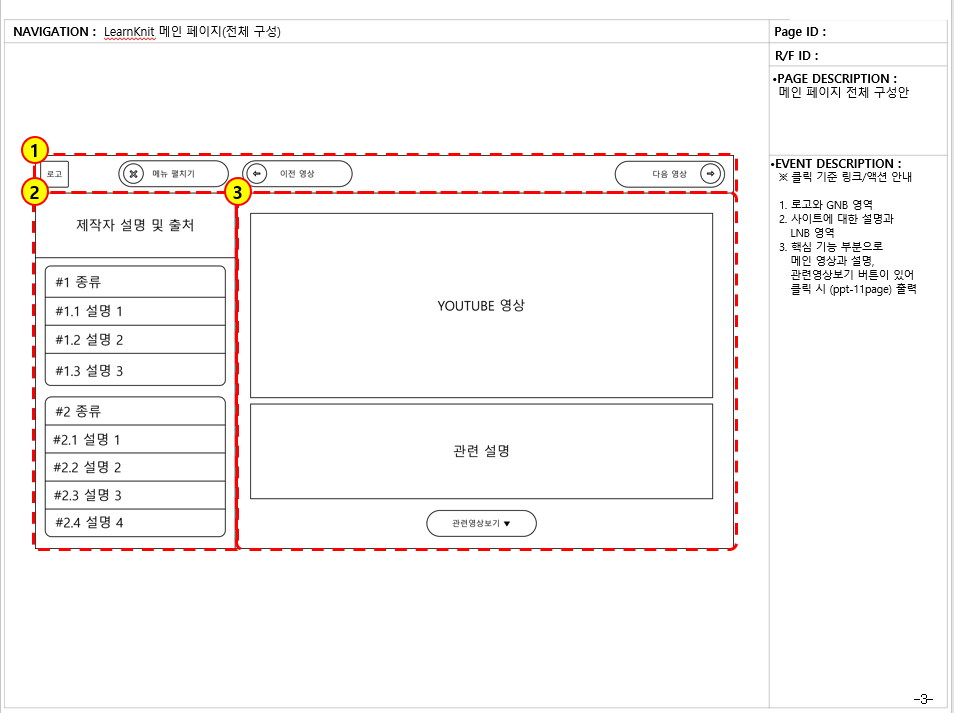 NAVIGATION : LearnKnit 메인 페이지(전체 구성)
Page ID :
R/F ID :
•PAGE DESCRIPTION :
메인 페이지 전체 구성안
•EVENT DESCRIPTION :
※ 클릭 기준 링크/액션 안내
1. 로고와 GNB 영역
2. 사이트에 대한 설명과
LNB 영역
3. 핵심 기능 부분으로
메인 영상과 설명,
관련영상보기 버튼이 있어
클릭 시 (ppt-11page) 출력
1
로고
메뉴 펼치기
이전 영상
다음 영상
2
3
제작자 설명 및 출처
#1 종류
#1.1 설명 1
#1.2 설명 2
#1.3 설명 3
#2 종류
#2.1 설명 1
#2.2 설명 2
#2.3 설명 3
#2.4 설명 4
YOUTUBE 영상
관련 설명
관련영상보기 ▼
-3-